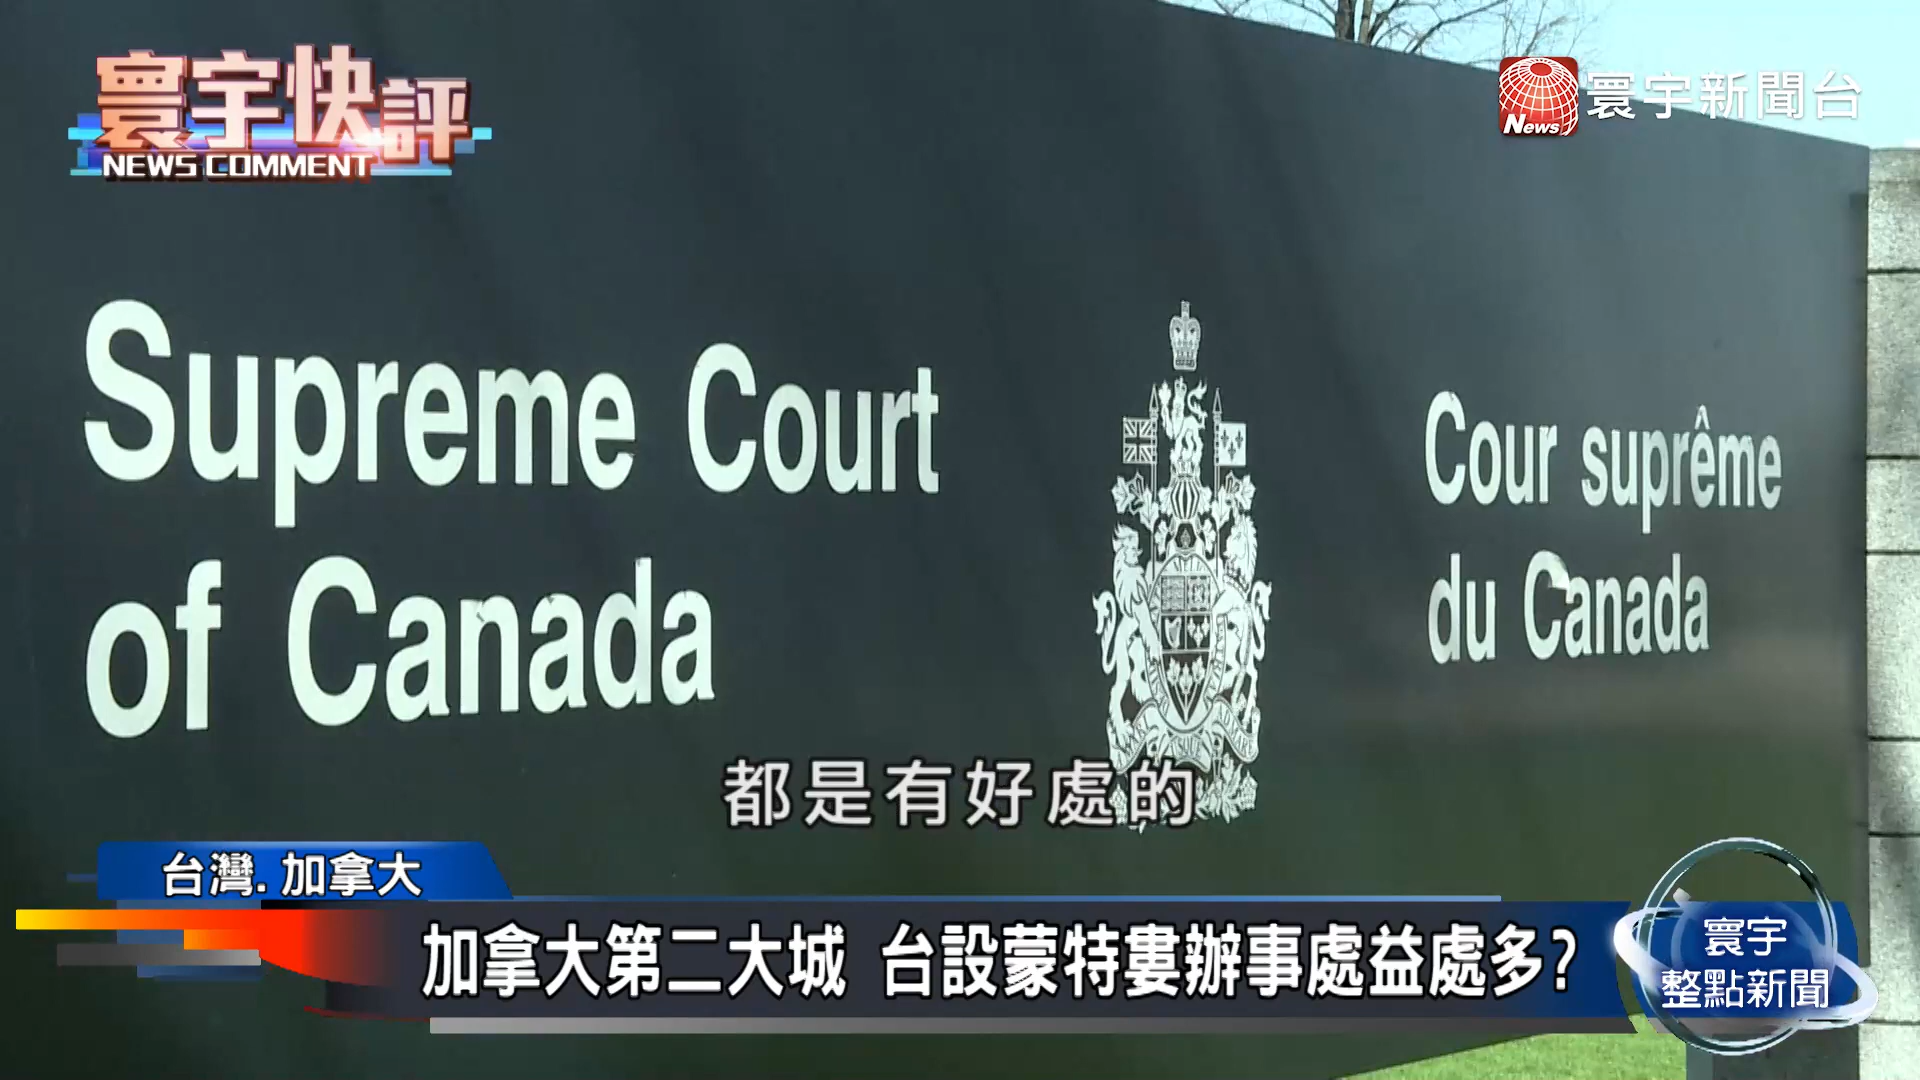 寰宇快評
NEWS COMMENT
News 寰宇新聞台
Supreme Court
of Canada
Cour suprême
du Canada
都是有好處的
台灣. 加拿大
加拿大第二大城 台設蒙特婁辦事處益處多?
寰宇
整點新聞